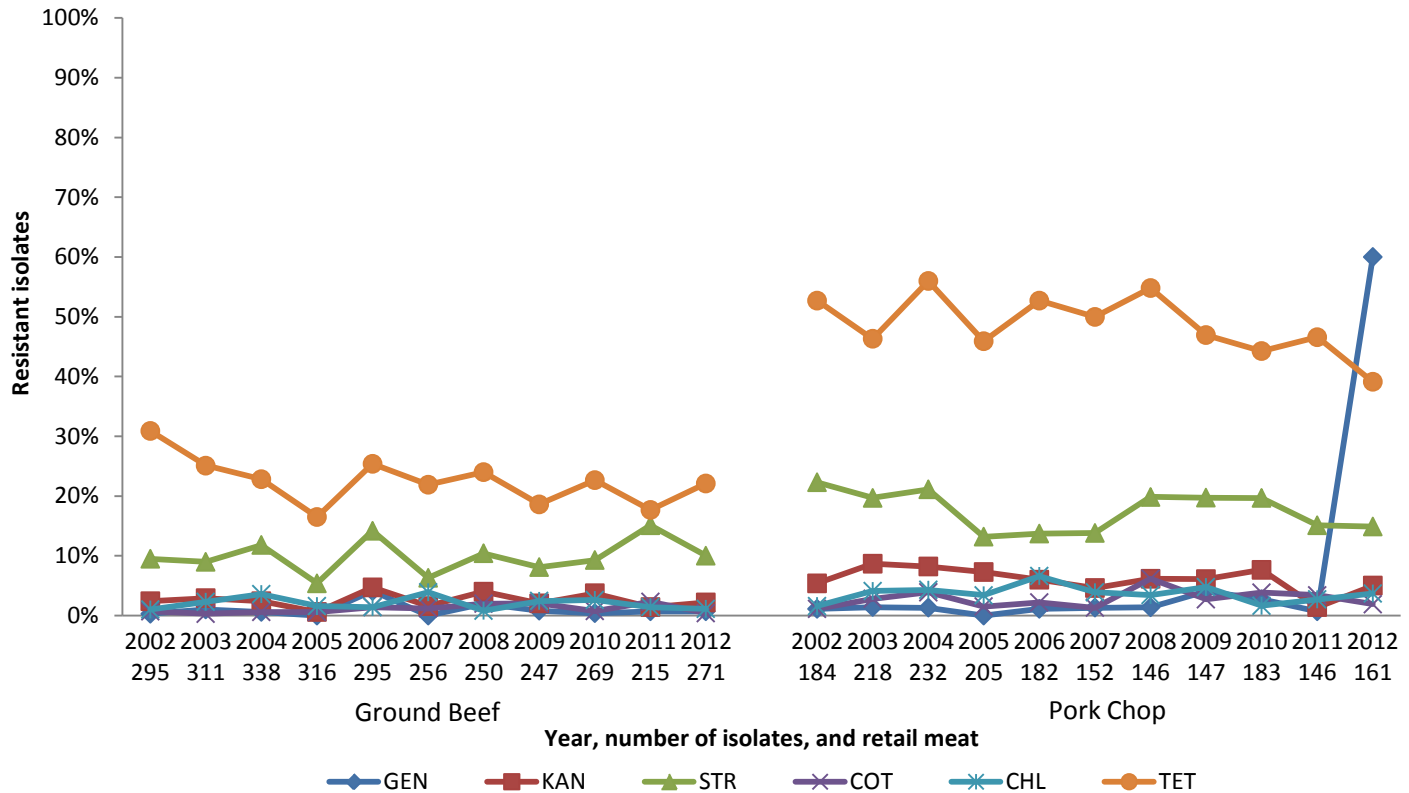 100%
90%
80%
70%
60%
50%
40%
30%
20%
10%
0%
Resistant isolates
2002 2003 2004 2005 2006 2007 2008 2009 2010 2011 2012 2002 2003 2004 2005 2006 2007 2008 2009 2010 2011 2012
295 311 338 316 295 256 250 247 269 215 271 184 218 232 205 182 152 146 147 183 146 161
Ground Beef Pork Chop
Year, number of isolates, and retail meat
GEN KAN STR COT CHL TET